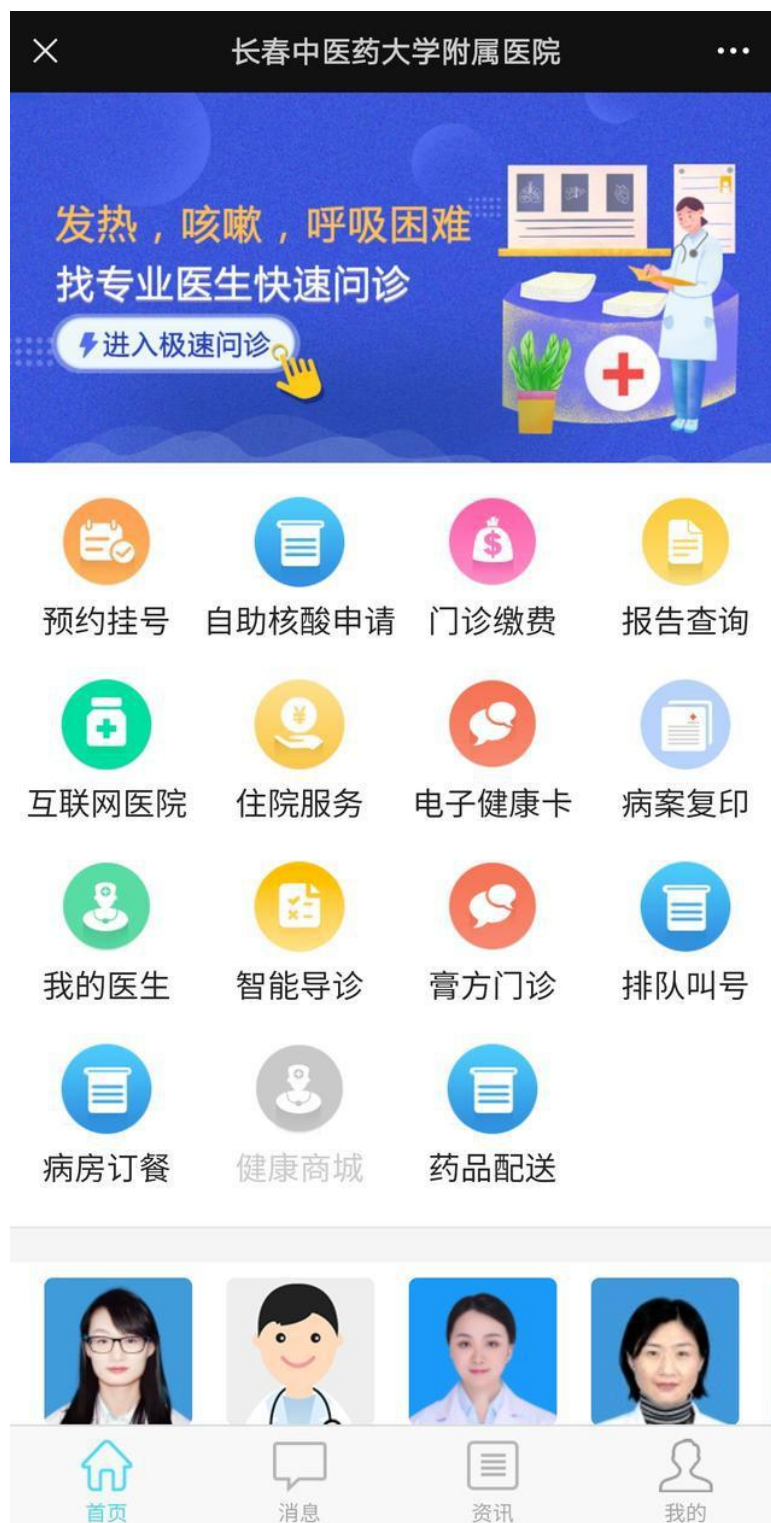 长春中医药大学附属医院
发热，咳嗽，呼吸困难
找专业医生快速问诊
进入极速问诊
预约挂号 自助核酸申请 门诊缴费 报告查询
互联网医院 住院服务 电子健康卡 病案复印
我的医生 智能导诊 膏方门诊 排队叫号
病房订餐 健康商城 药品配送
首页 消息 资讯 我的